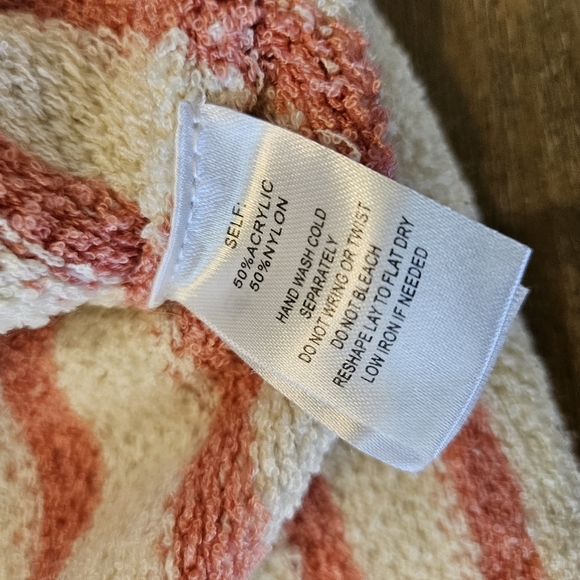 SELF:
50%ACRYLIC
50%NYLON
HAND WASH COLD
SEPARATELY
DO NOT WRING OR TWIST
DO NOT BLEACH
RESHAPE LAY TO FLAT DRY
LOW IRON IF NEEDED